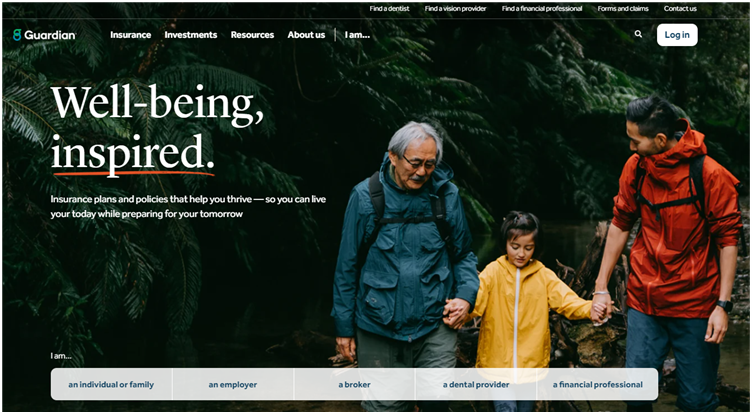 Find a dentist Find a vision provider Find a financial professional Forms and claims Contact us
Guardian Insurance Investments Resources About us I am... Log in
Well-being,
inspired.
Insurance plans and policies that help you thrive — so you can live
your today while preparing for your tomorrow
I am...
an individual or family an employer a broker a dental provider a financial professional